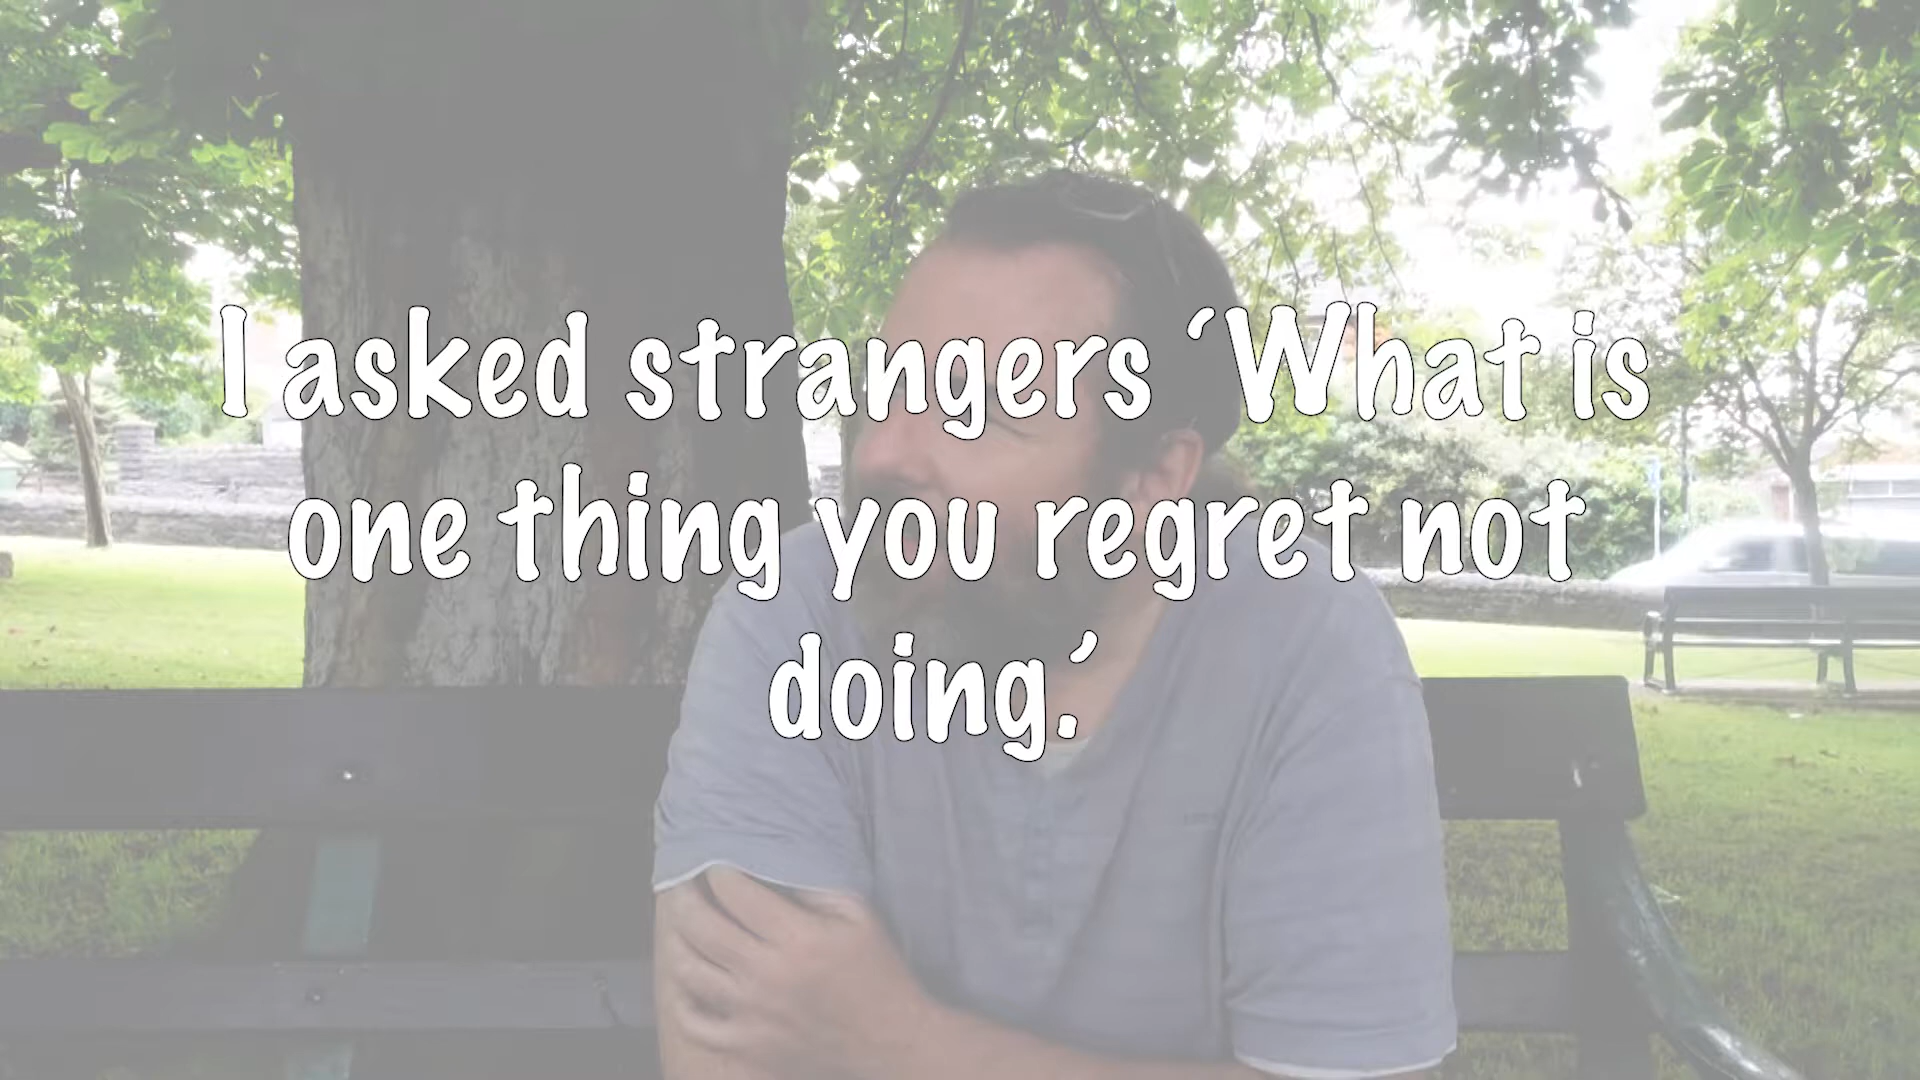 I asked strangers ‘What is
one thing you regret not
doing.’